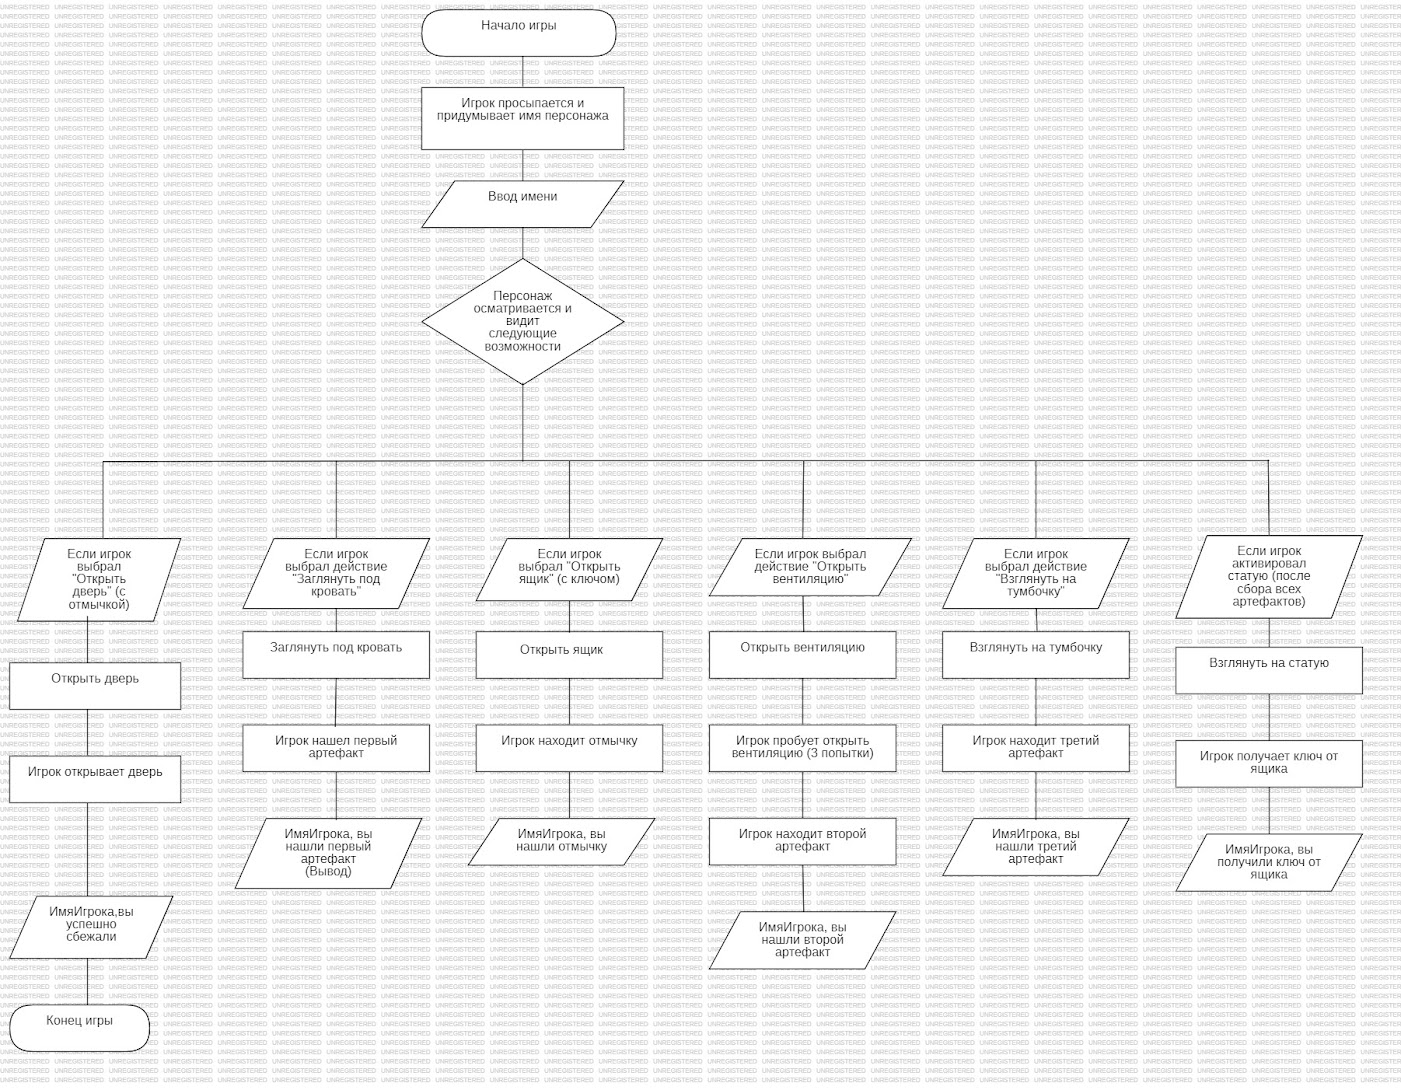 Начало игры
Игрок просыпается и
придумывает имя персонажа
Ввод имени
Персонаж
осматривается и
видит
следующие
возможности
Если игрок
выбрал
"Открыть
дверь" (с
отмычкой)
Открыть дверь
Игрок открывает дверь
ИмяИгрока,вы
успешно
сбежали
Конец игры
Если игрок
выбрал действие
"Заглянуть под
кровать"
Заглянуть под кровать
Игрок нашел первый
артефакт
ИмяИгрока, вы
нашли первый
артефакт
(Вывод)
Если игрок
выбрал "Открыть
ящик" (с ключом)
Открыть ящик
Игрок находит отмычку
ИмяИгрока, вы
нашли отмычку
Если игрок выбрал
действие "Открыть
вентиляцию"
Открыть вентиляцию
Игрок пробует открыть
вентиляцию (3 попытки)
Игрок находит второй
артефакт
ИмяИгрока, вы
нашли второй
артефакт
Если игрок
выбрал действие
"Взглянуть на
тумбочку"
Взглянуть на тумбочку
Игрок находит третий
артефакт
ИмяИгрока, вы
нашли третий
артефакт
Если игрок
активировал
статую (после
сбора всех
артефактов)
Взглянуть на статую
Игрок получает ключ от
ящика
ИмяИгрока, вы
получили ключ от
ящика
UNREGISTERED